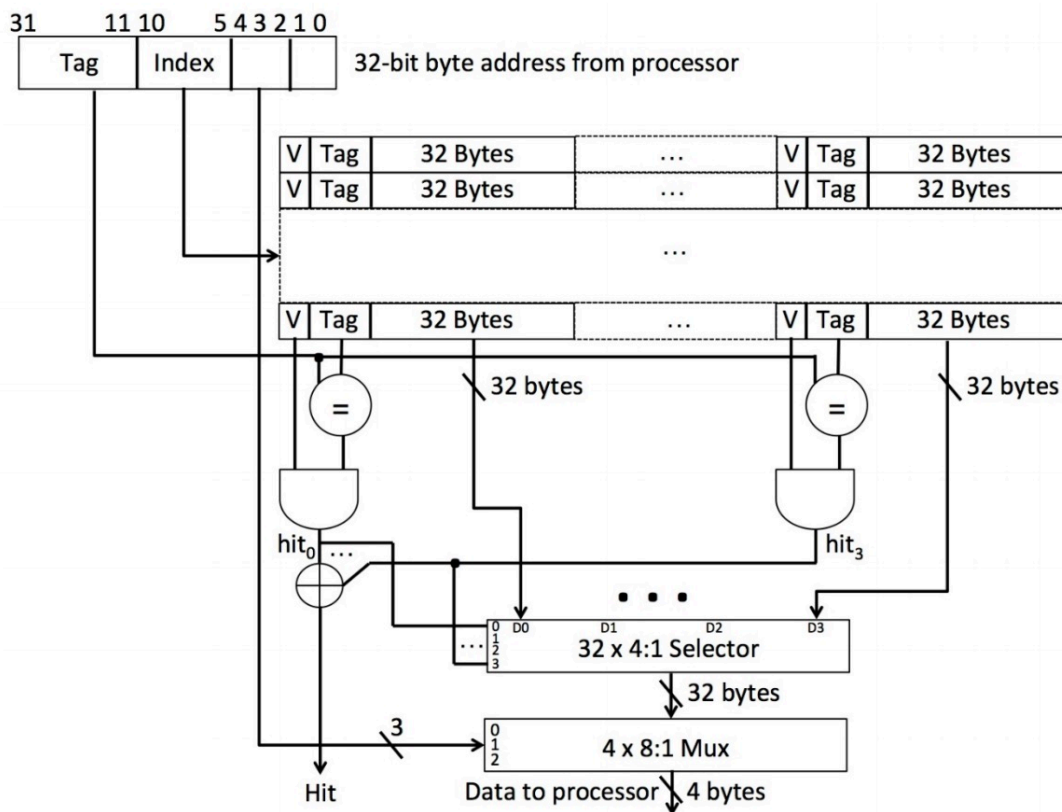 31 11 10 5 4 3 2 1 0
Tag Index 32-bit byte address from processor
V Tag 32 Bytes ... V Tag 32 Bytes
V Tag 32 Bytes ... V Tag 32 Bytes
...
V Tag 32 Bytes ... V Tag 32 Bytes
32 bytes 32 bytes
= =
hit₀ ... hit₃
. . .
0 D0 D1 D2 D3
1
... 2 32 x 4:1 Selector
3
32 bytes
3 0
1 4 x 8:1 Mux
2
Hit Data to processor 4 bytes